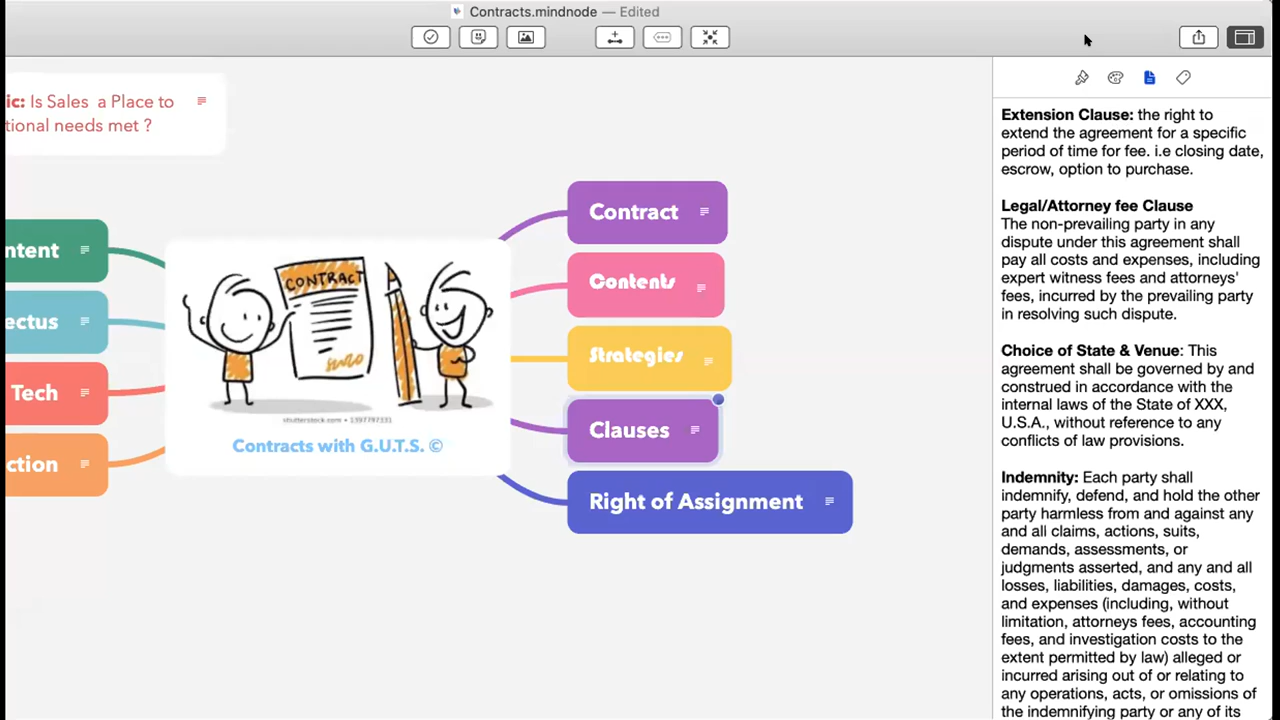 Contracts.mindnode — Edited
ic: Is Sales a Place to
tional needs met ?
ntent
ectus
Tech
ction
CONTRACT
shutterstock.com • 1397797331
Contracts with G.U.T.S. ©
Contract
Contents
Strategies
Clauses
Right of Assignment
Extension Clause: the right to
extend the agreement for a specific
period of time for fee. i.e closing date,
escrow, option to purchase.
Legal/Attorney fee Clause
The non-prevailing party in any
dispute under this agreement shall
pay all costs and expenses, including
expert witness fees and attorneys'
fees, incurred by the prevailing party
in resolving such dispute.
Choice of State & Venue: This
agreement shall be governed by and
construed in accordance with the
internal laws of the State of XXX,
U.S.A., without reference to any
conflicts of law provisions.
Indemnity: Each party shall
indemnify, defend, and hold the other
party harmless from and against any
and all claims, actions, suits,
demands, assessments, or
judgments asserted, and any and all
losses, liabilities, damages, costs,
and expenses (including, without
limitation, attorneys fees, accounting
fees, and investigation costs to the
extent permitted by law) alleged or
incurred arising out of or relating to
any operations, acts, or omissions of
the indemnifying party or any of its